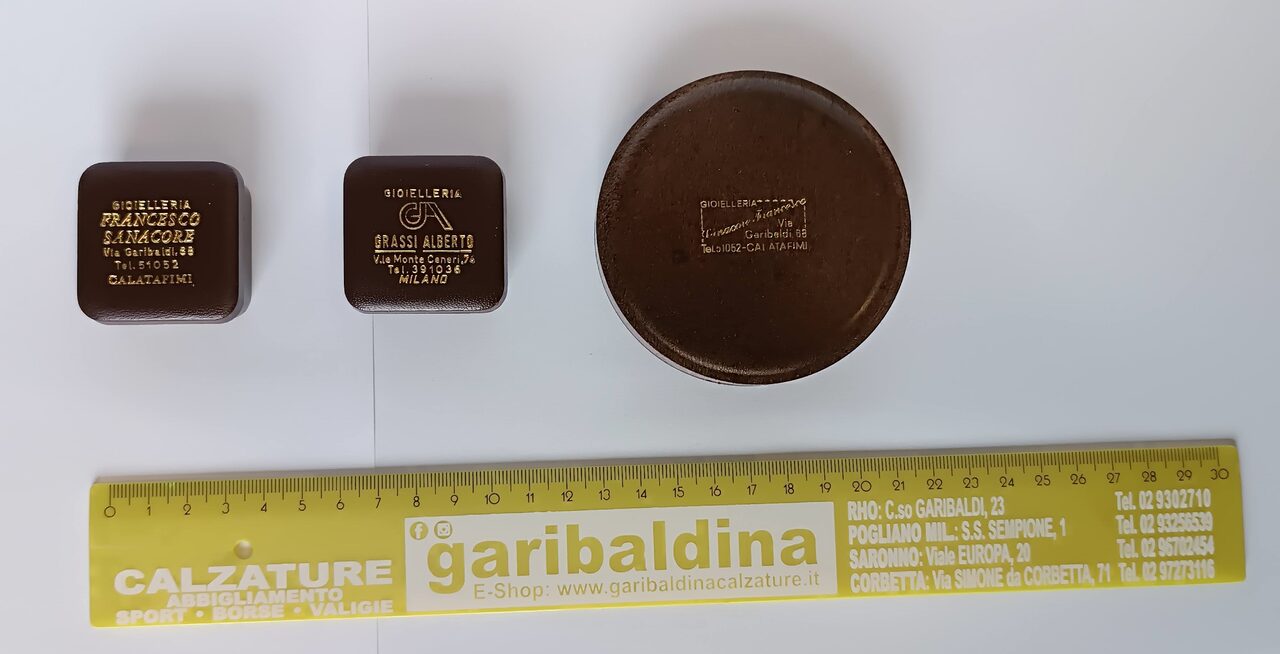 GIOIELLERIA
FRANCESCO
SANACORE
Via Garibaldi,68
Tel.51052
CALATAFIMI
GIOIELLERIA
GA
GRASSI ALBERTO
V.le Monte Ceneri,74
Tel.391036
MILANO
GIOIELLERIA
Sanacore Francesco
Via
Garibaldi,68
Tel.51052-CALATAFIMI
0 1 2 3 4 5 6 7 8 9 10 11 12 13 14 15 16 17 18 19 20 21 22 23 24 25 26 27 28 29 30
CALZATURE
ABBIGLIAMENTO
SPORT • BORSE • VALIGIE
garibaldina
E-Shop: www.garibaldinacalzature.it
RHO: C.so GARIBALDI, 23 Tel. 02 9302710
POGLIANO MIL.: S.S. SEMPIONE, 1 Tel. 02 93256539
SARONNO: Viale EUROPA, 20 Tel. 02 96702454
CORBETTA: Via SIMONE da CORBETTA, 71 Tel. 02 97273116